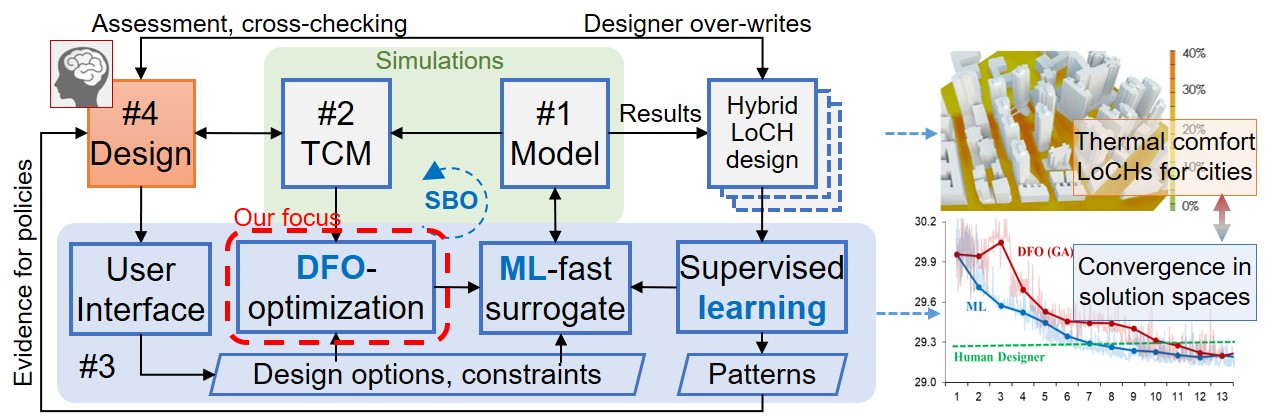 Assessment, cross-checking
Designer over-writes
Simulations
#4
Design
#2
TCM
#1
Model
Results
Hybrid
LoCH
design
SBO
Our focus
Evidence for policies
User
Interface
DFO-
optimization
ML-fast
surrogate
Supervised
learning
#3
Design options, constraints
Patterns
40%
30%
20%
10%
0%
Thermal comfort
LoCHs for cities
30.2
29.9
29.6
29.3
29.0
DFO (GA)
ML
Human Designer
Convergence in
solution spaces
1 2 3 4 5 6 7 8 9 10 11 12 13